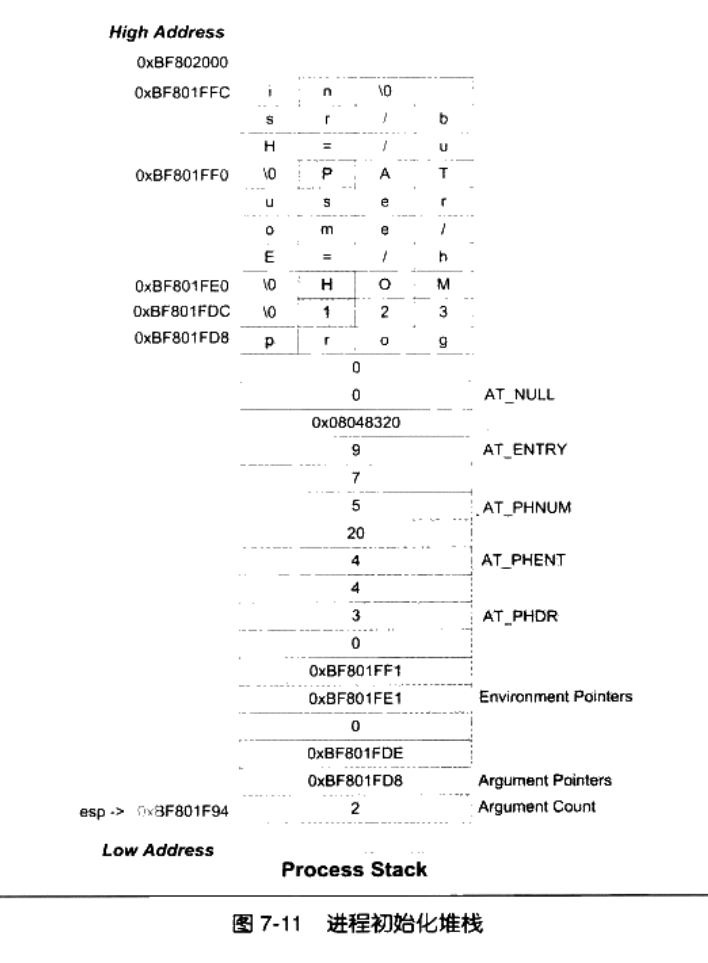 High Address
0xBF802000
0xBF801FFC i n \0
s r / b
H = / u
0xBF801FF0 \0 P A T
u s e r
o m e /
E = / h
0xBF801FE0 \0 H O M
0xBF801FDC \0 1 2 3
0xBF801FD8 p r o g
0
0 AT_NULL
0x08048320
9 AT_ENTRY
7
5 AT_PHNUM
20
4 AT_PHENT
4
3 AT_PHDR
0
0xBF801FF1
0xBF801FE1 Environment Pointers
0
0xBF801FDE
0xBF801FD8 Argument Pointers
esp -> 0xBF801F94 2 Argument Count
Low Address
Process Stack
图 7-11 进程初始化堆栈